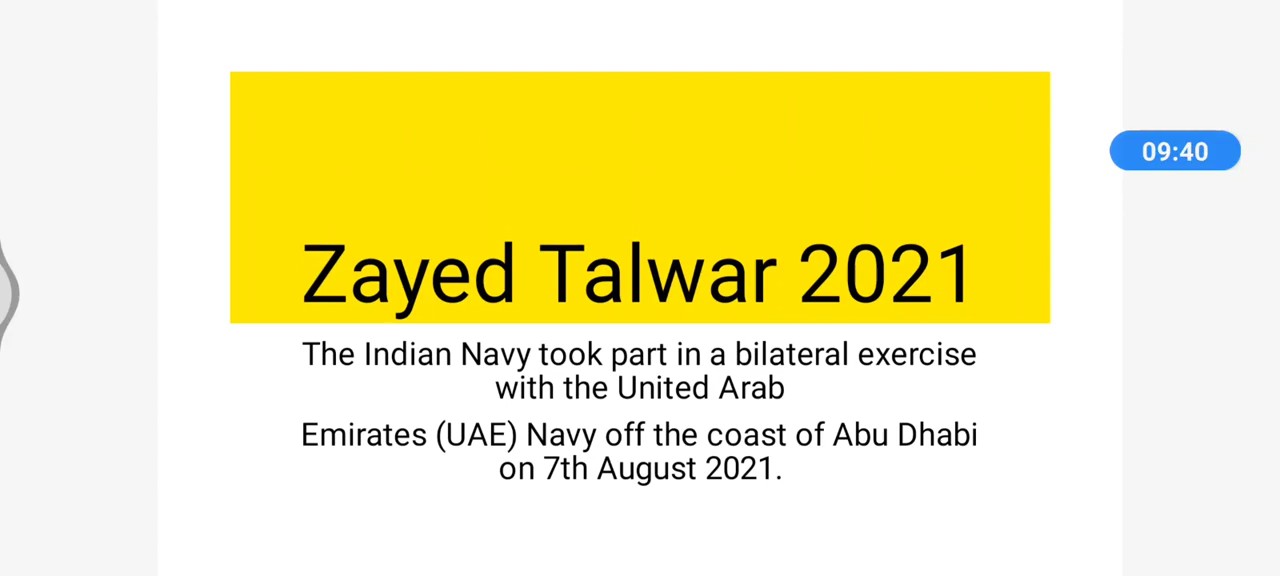 09:40
Zayed Talwar 2021
The Indian Navy took part in a bilateral exercise
with the United Arab
Emirates (UAE) Navy off the coast of Abu Dhabi
on 7th August 2021.